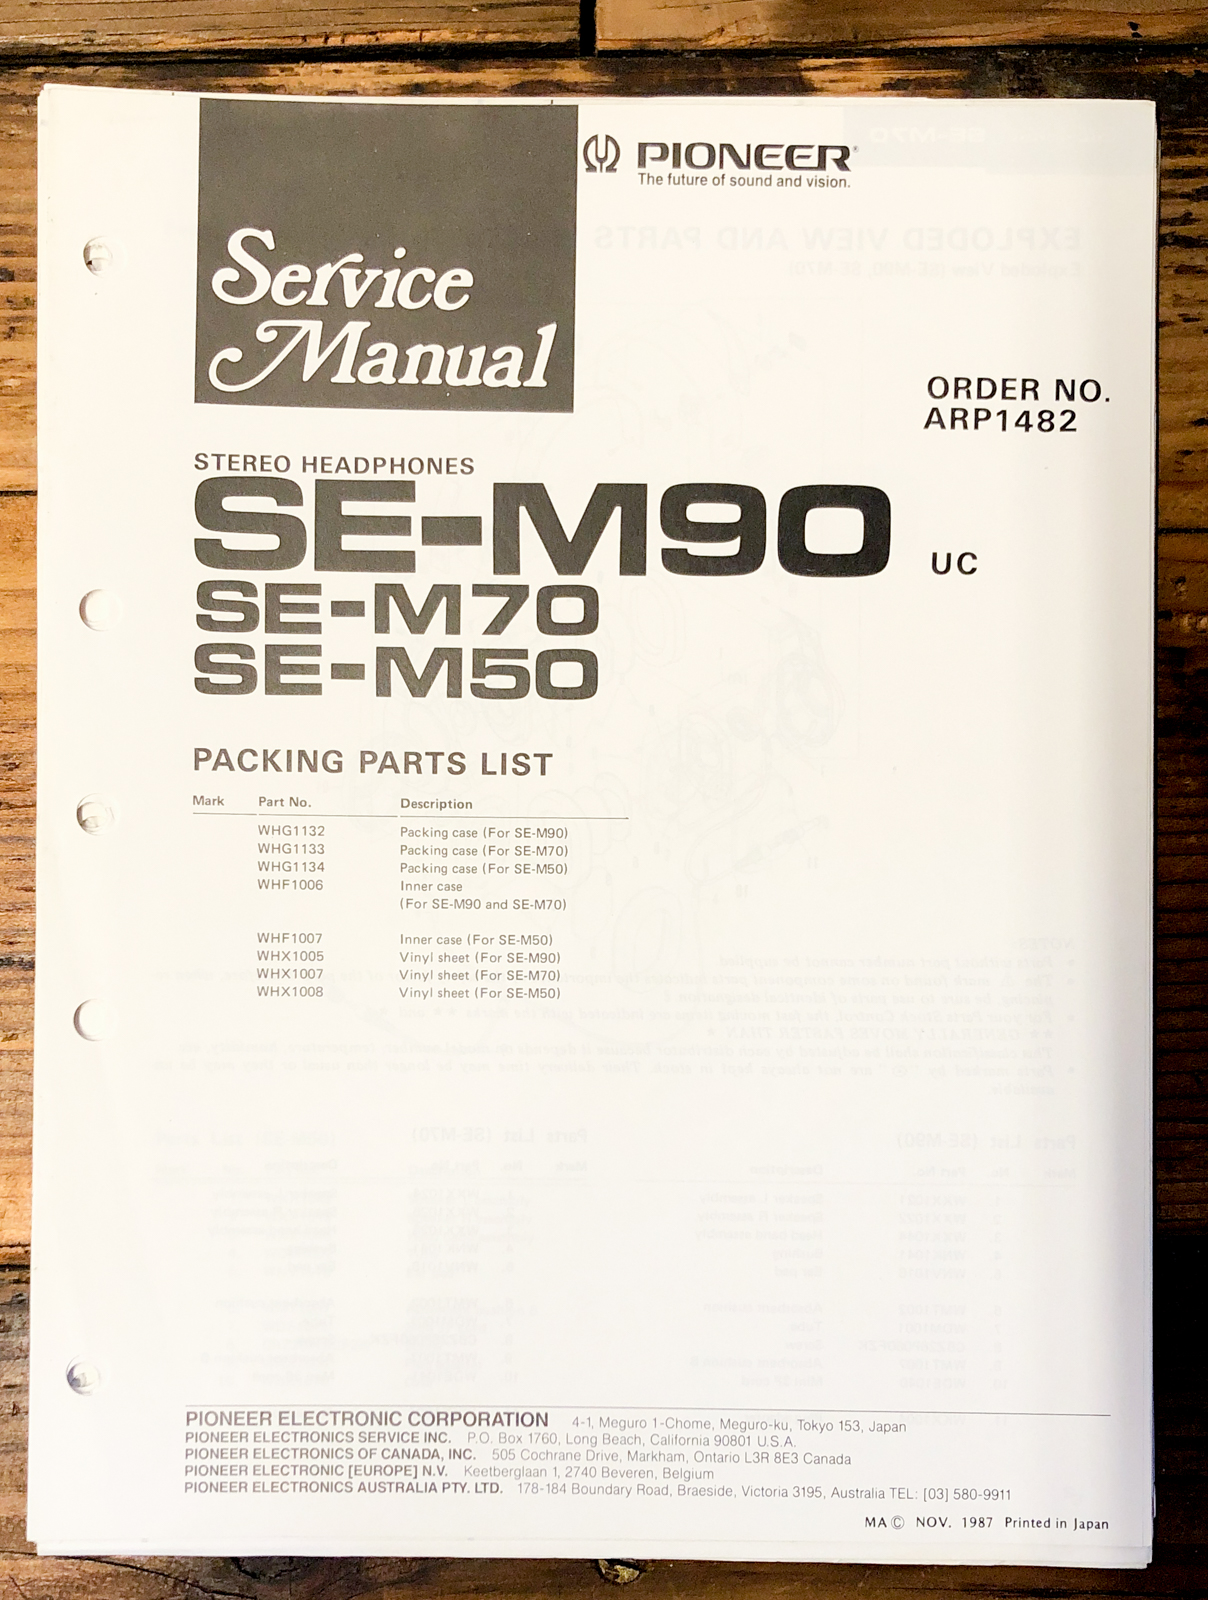 PIONEER®
The future of sound and vision.
Service
Manual
ORDER NO.
ARP1482
STEREO HEADPHONES
SE-M90 UC
SE-M70
SE-M50
PACKING PARTS LIST
Mark Part No. Description
WHG1132 Packing case (For SE-M90)
WHG1133 Packing case (For SE-M70)
WHG1134 Packing case (For SE-M50)
WHF1006 Inner case
(For SE-M90 and SE-M70)
WHF1007 Inner case (For SE-M50)
WHX1005 Vinyl sheet (For SE-M90)
WHX1007 Vinyl sheet (For SE-M70)
WHX1008 Vinyl sheet (For SE-M50)
PIONEER ELECTRONIC CORPORATION 4-1, Meguro 1-Chome, Meguro-ku, Tokyo 153, Japan
PIONEER ELECTRONICS SERVICE INC. P.O. Box 1760, Long Beach, California 90801 U.S.A.
PIONEER ELECTRONICS OF CANADA, INC. 505 Cochrane Drive, Markham, Ontario L3R 8E3 Canada
PIONEER ELECTRONIC [EUROPE] N.V. Keetberglaan 1, 2740 Beveren, Belgium
PIONEER ELECTRONICS AUSTRALIA PTY. LTD. 178-184 Boundary Road, Braeside, Victoria 3195, Australia TEL: [03] 580-9911
MA © NOV. 1987 Printed in Japan